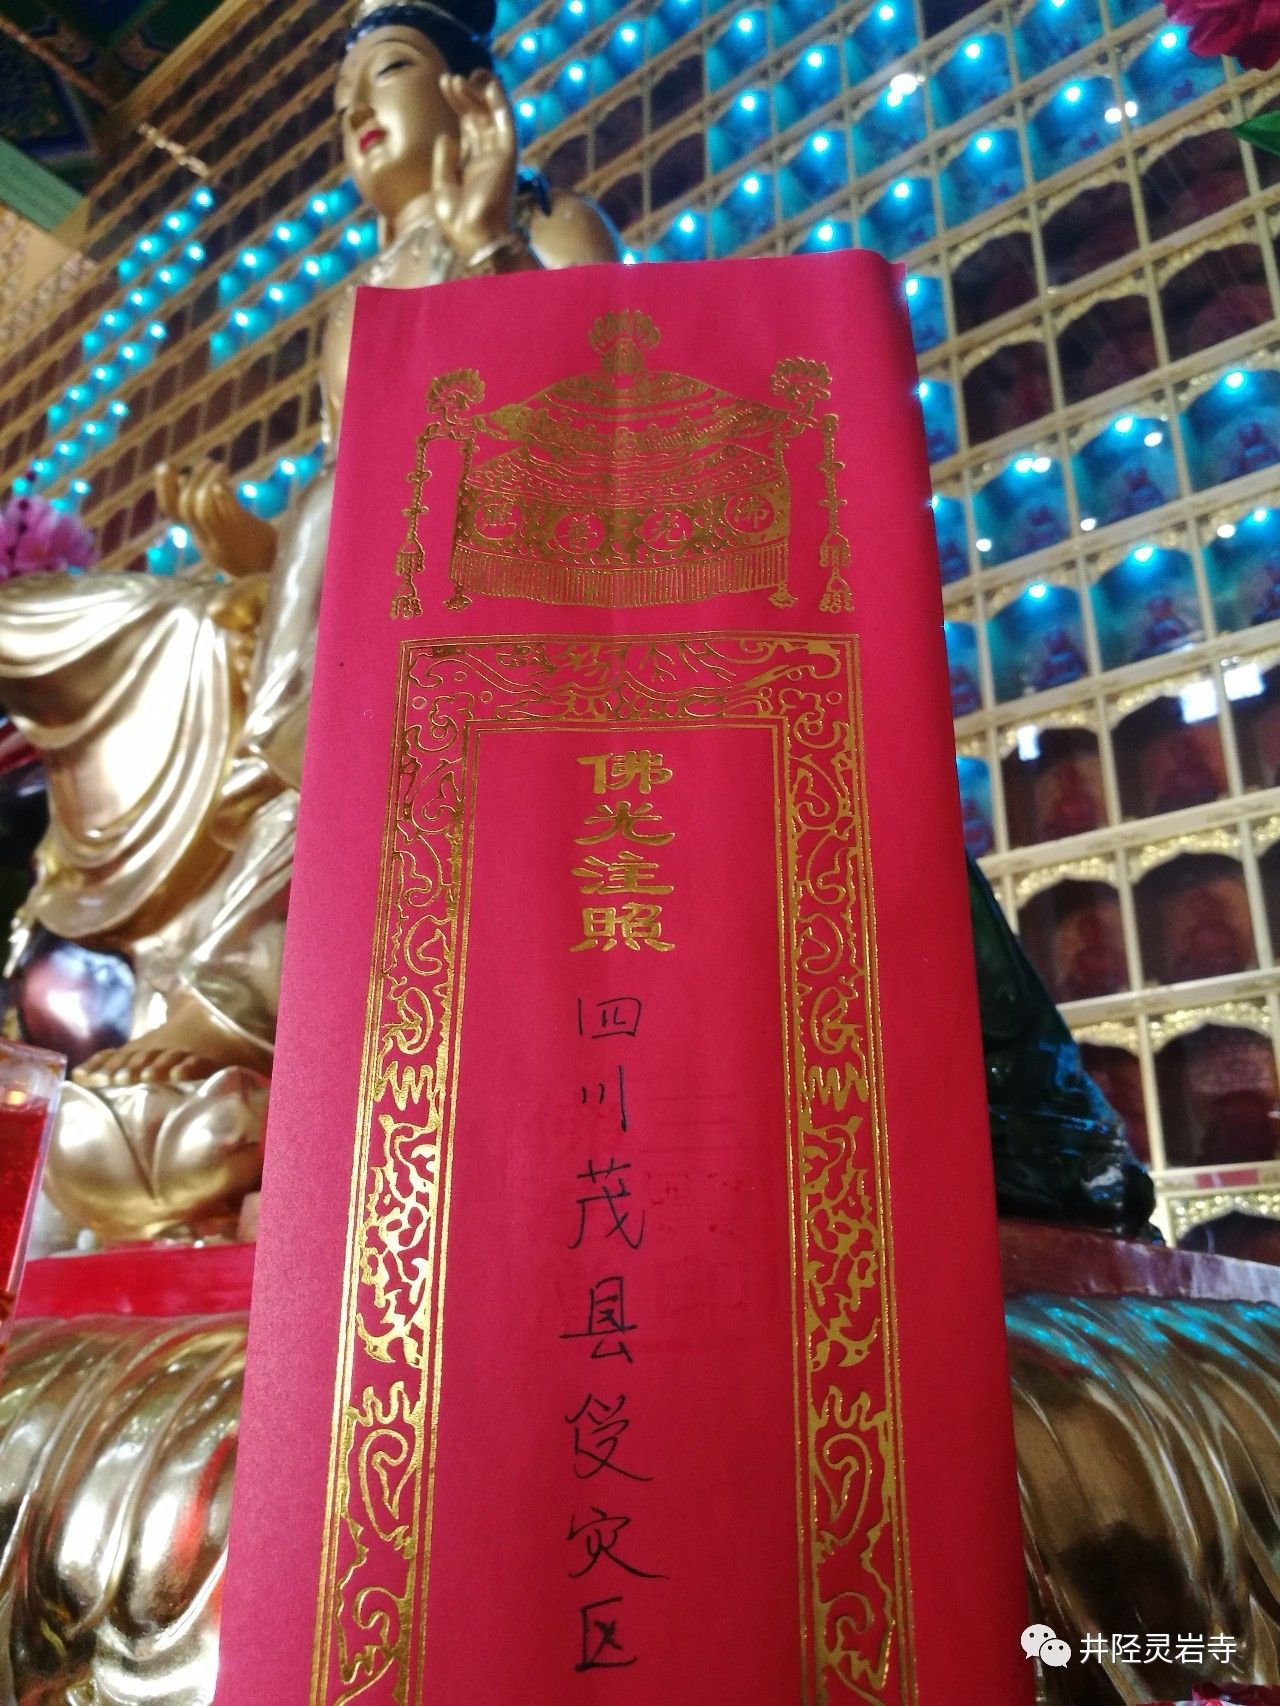 佛光普照
佛光注照
四川茂县受灾区
井陉灵岩寺